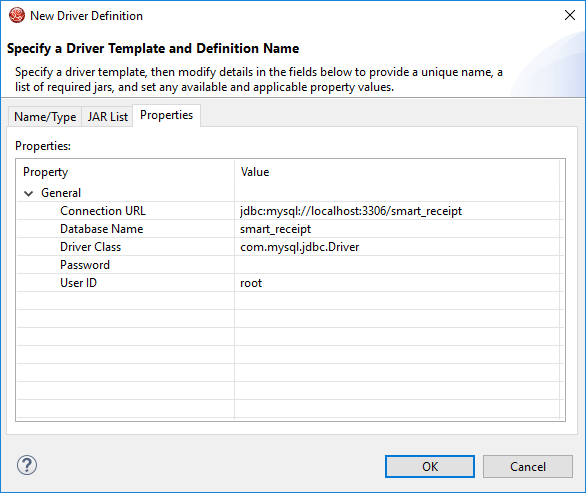 New Driver Definition
Specify a Driver Template and Definition Name
Specify a driver template, then modify details in the fields below to provide a unique name, a
list of required jars, and set any available and applicable property values.
Name/Type JAR List Properties
Properties:
Property Value
General
Connection URL jdbc:mysql://localhost:3306/smart_receipt
Database Name smart_receipt
Driver Class com.mysql.jdbc.Driver
Password
User ID root
? OK Cancel